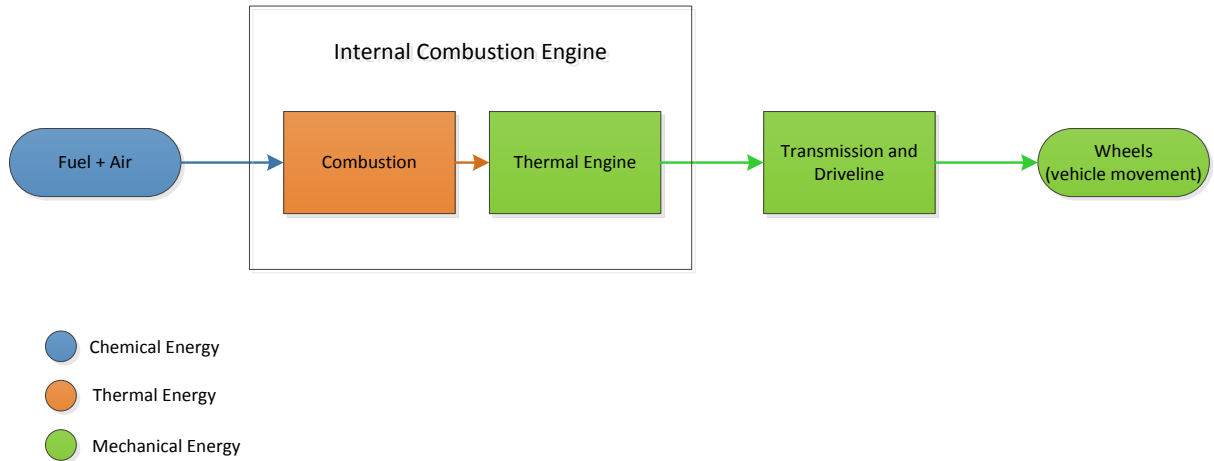 Internal Combustion Engine
Fuel + Air
Combustion
Thermal Engine
Transmission and
Driveline
Wheels
(vehicle movement)
Chemical Energy
Thermal Energy
Mechanical Energy